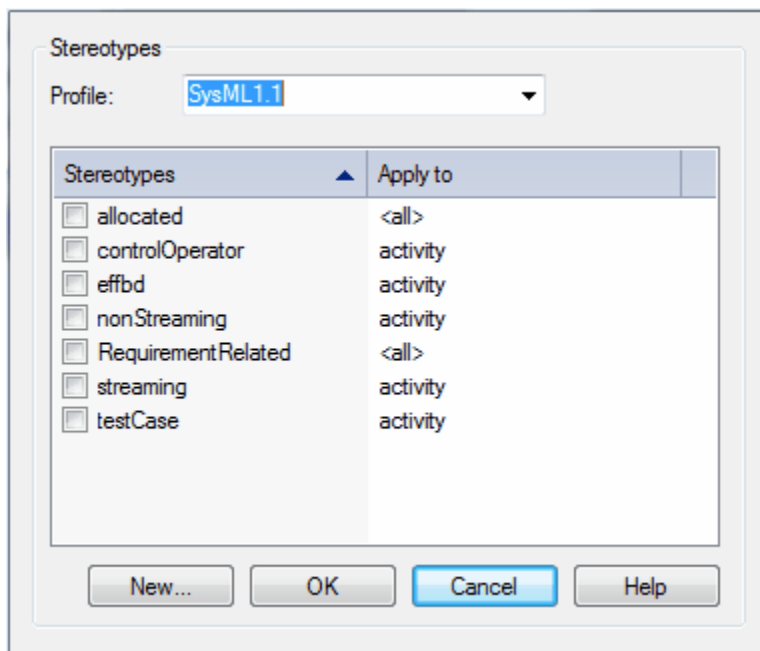 Stereotypes
Profile: SysML1.1
Stereotypes Apply to
allocated <all>
controlOperator activity
effbd activity
nonStreaming activity
RequirementRelated <all>
streaming activity
testCase activity
New... OK Cancel Help